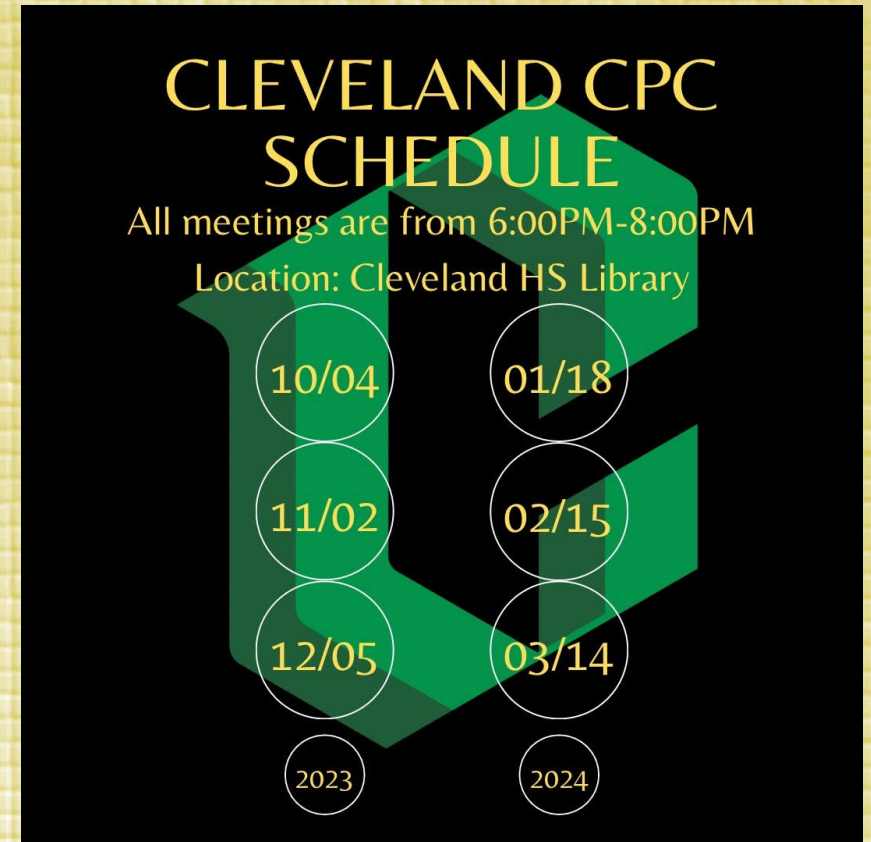 CLEVELAND CPC
SCHEDULE
All meetings are from 6:00PM-8:00PM
Location: Cleveland HS Library
10/04
11/02
12/05
2023
01/18
02/15
03/14
2024